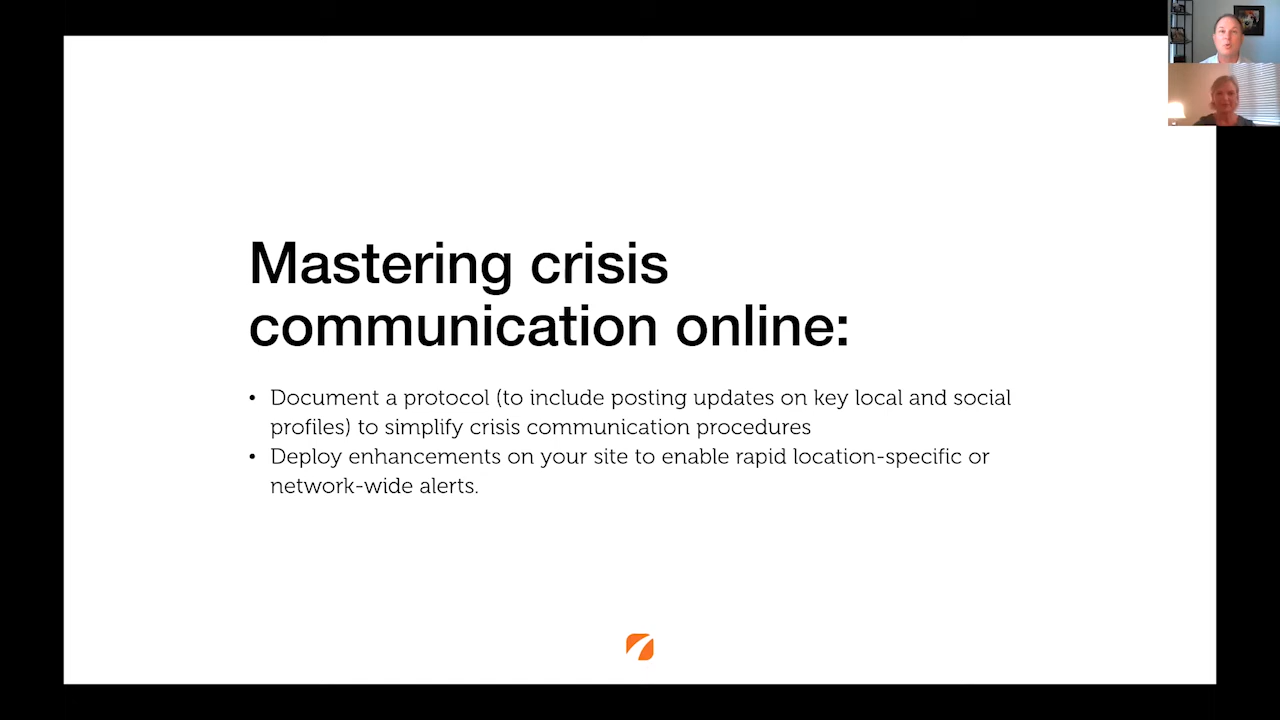 Mastering crisis
communication online:
• Document a protocol (to include posting updates on key local and social
profiles) to simplify crisis communication procedures
• Deploy enhancements on your site to enable rapid location-specific or
network-wide alerts.